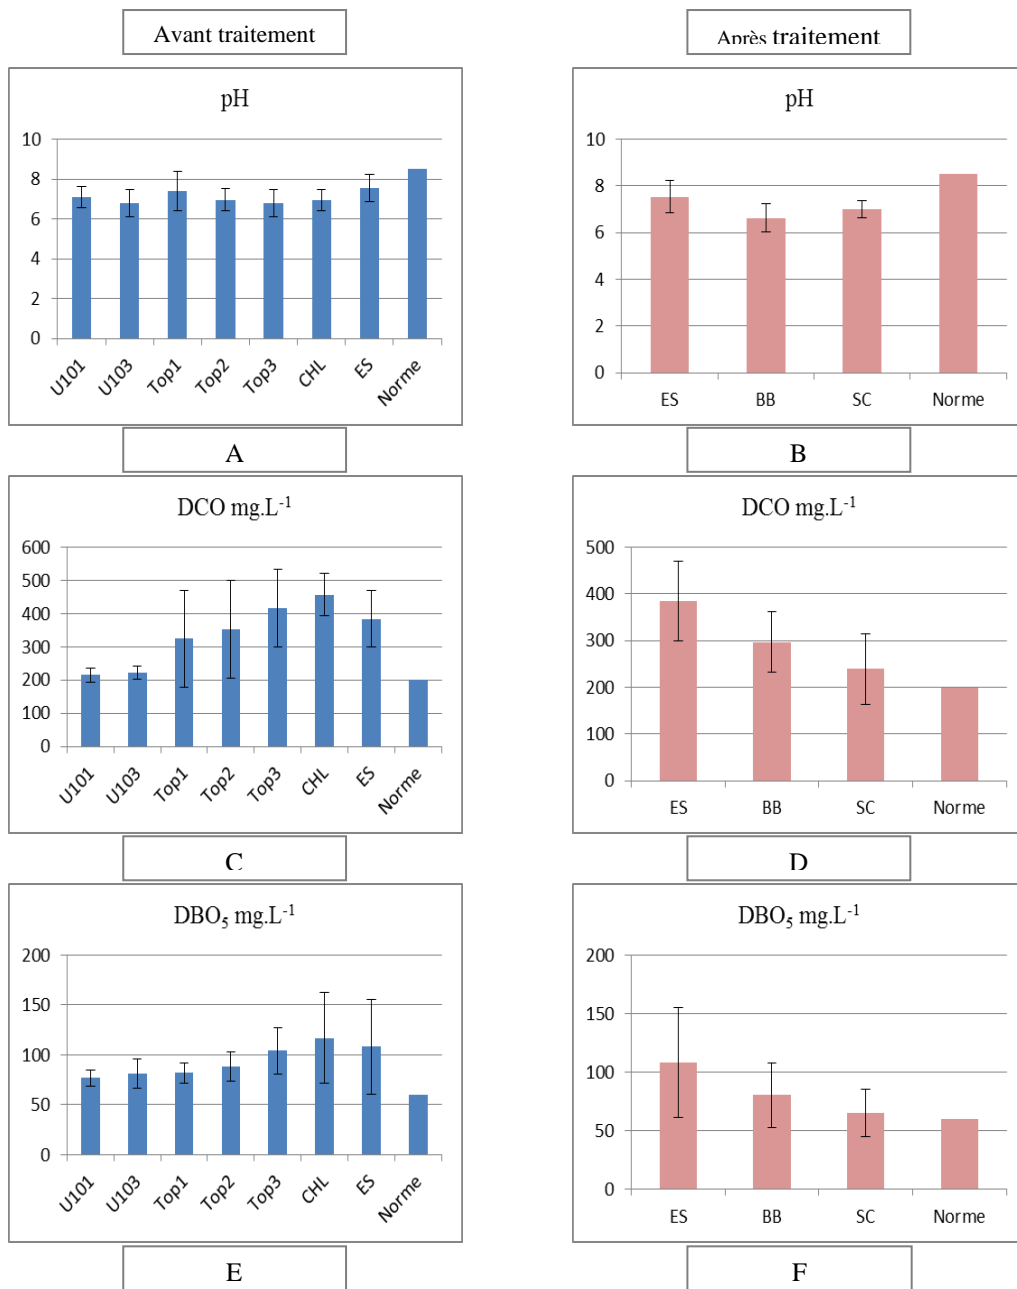 Avant traitement
Après traitement
pH
10
8
6
4
2
0
U101 U103 Top1 Top2 Top3 CHL ES Norme
A
pH
10
8
6
4
2
0
ES BB SC Norme
B
DCO mg.L⁻¹
600
500
400
300
200
100
0
U101 U103 Top1 Top2 Top3 CHL ES Norme
C
DCO mg.L⁻¹
500
400
300
200
100
0
ES BB SC Norme
D
DBO₅ mg.L⁻¹
200
150
100
50
0
U101 U103 Top1 Top2 Top3 CHL ES Norme
E
DBO₅ mg.L⁻¹
200
150
100
50
0
ES BB SC Norme
F